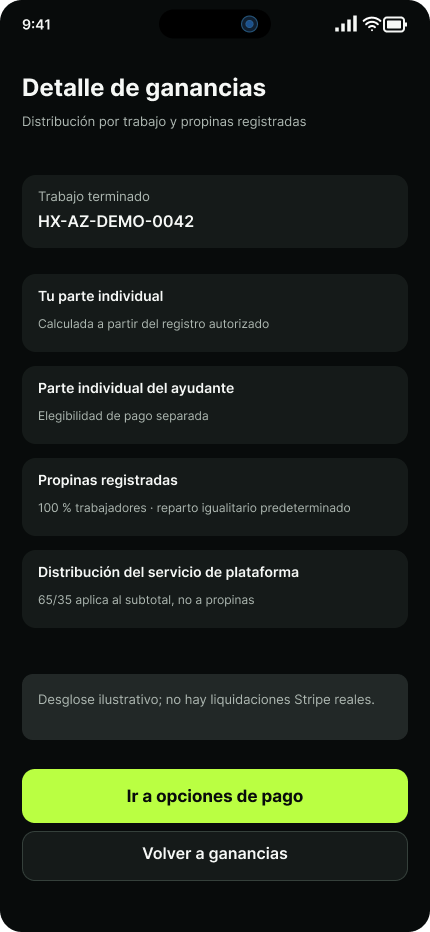 9:41
Detalle de ganancias
Distribución por trabajo y propinas registradas
Trabajo terminado
HX-AZ-DEMO-0042
Tu parte individual
Calculada a partir del registro autorizado
Parte individual del ayudante
Elegibilidad de pago separada
Propinas registradas
100 % trabajadores · reparto igualitario predeterminado
Distribución del servicio de plataforma
65/35 aplica al subtotal, no a propinas
Desglose ilustrativo; no hay liquidaciones Stripe reales.
Ir a opciones de pago
Volver a ganancias